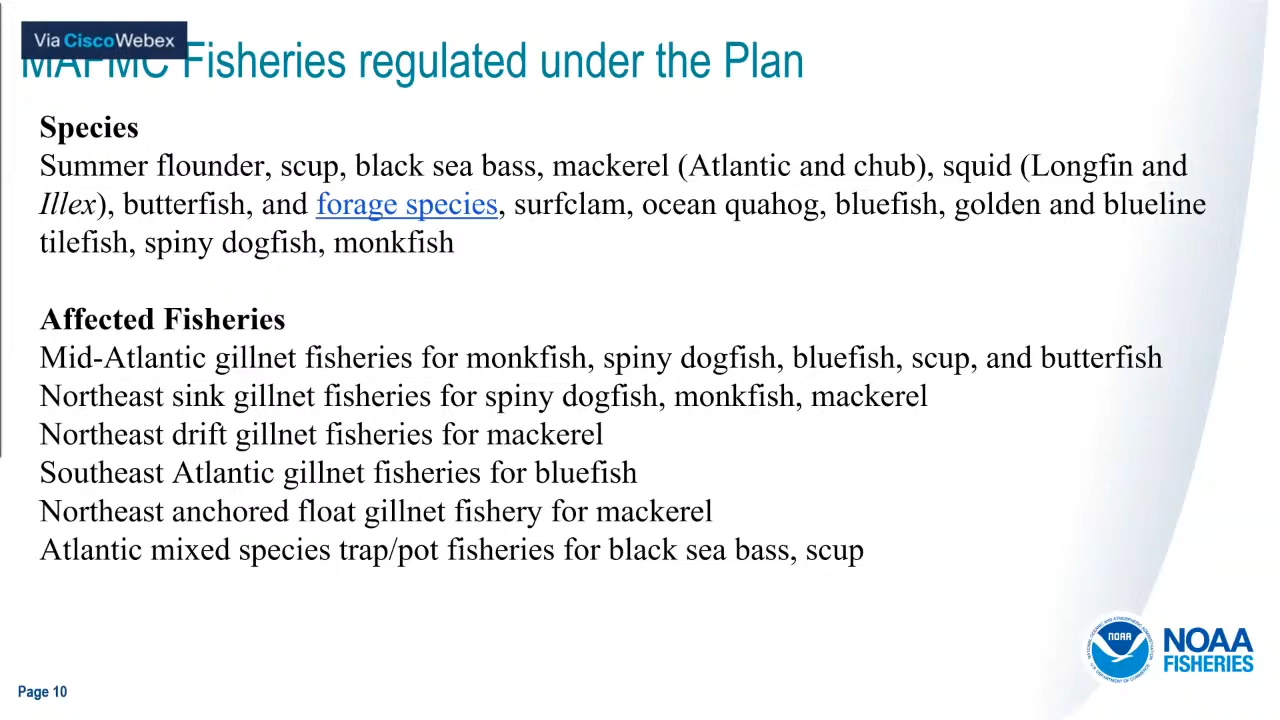 Via Cisco Webex
MAFMC Fisheries regulated under the Plan
Species
Summer flounder, scup, black sea bass, mackerel (Atlantic and chub), squid (Longfin and
Illex), butterfish, and forage species, surfclam, ocean quahog, bluefish, golden and blueline
tilefish, spiny dogfish, monkfish
Affected Fisheries
Mid-Atlantic gillnet fisheries for monkfish, spiny dogfish, bluefish, scup, and butterfish
Northeast sink gillnet fisheries for spiny dogfish, monkfish, mackerel
Northeast drift gillnet fisheries for mackerel
Southeast Atlantic gillnet fisheries for bluefish
Northeast anchored float gillnet fishery for mackerel
Atlantic mixed species trap/pot fisheries for black sea bass, scup
NOAA
NOAA
FISHERIES
Page 10